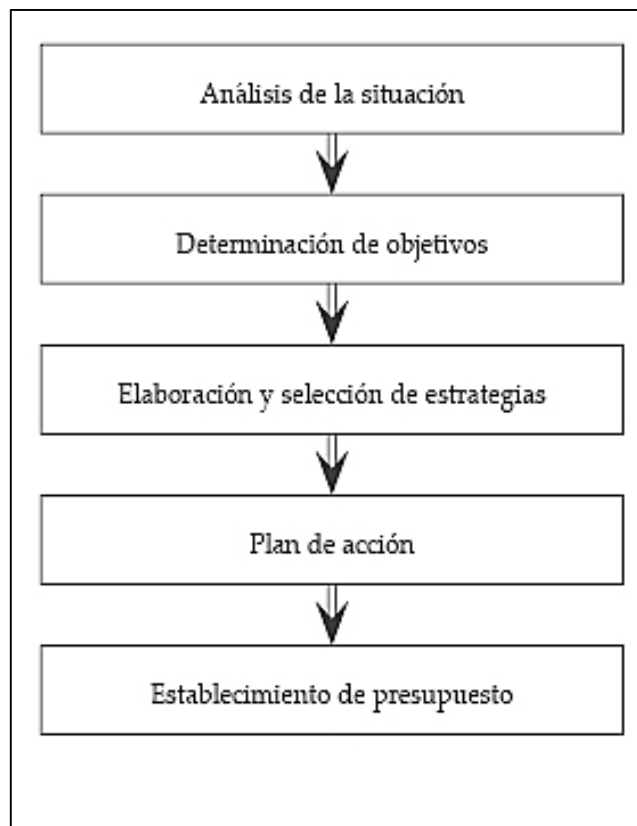 Análisis de la situación
Determinación de objetivos
Elaboración y selección de estrategias
Plan de acción
Establecimiento de presupuesto